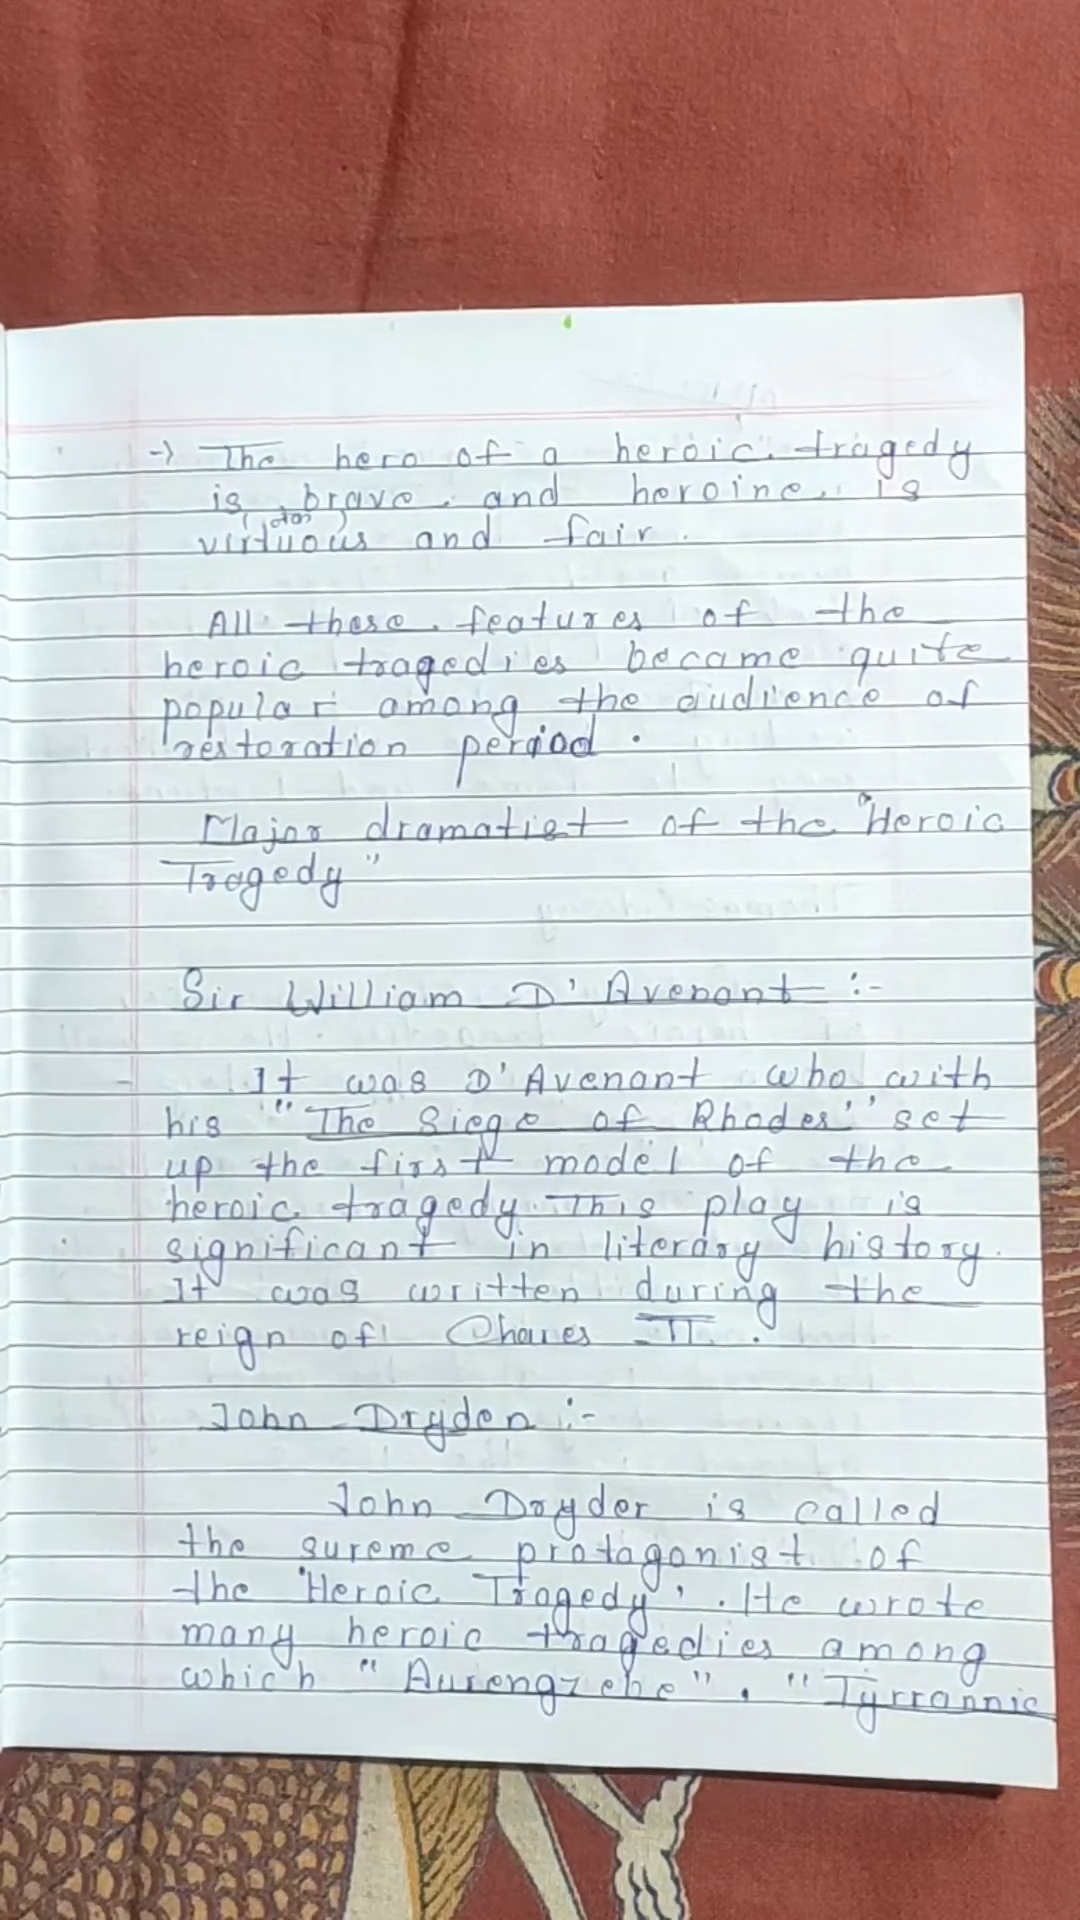 → The hero of a heroic tragedy
is brave and heroine is
virtuous and fair.
All these features of the
heroic tragedies became quite
popular among the audience of
restoration period.
Major dramatist of the "Heroic
Tragedy"
Sir William D'Avenant :-
It was D'Avenant who with
his "The Siege of Rhodes" set
up the first model of the
heroic tragedy. This play is
significant in literary history.
It was written during the
reign of Charles II.
John Dryden :-
John Dryder is called
the sureme protagonist of
the 'Heroic Tragedy'. He wrote
many heroic tragedies among
which "Aurengzebe", "Tyrrannic